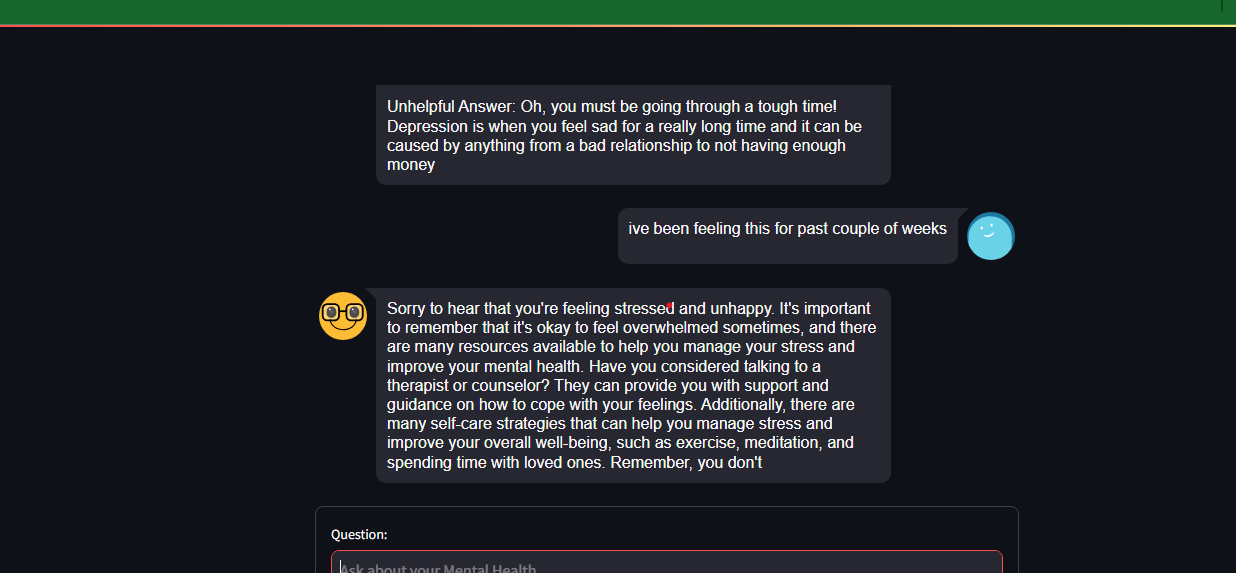 Unhelpful Answer: Oh, you must be going through a tough time!
Depression is when you feel sad for a really long time and it can be
caused by anything from a bad relationship to not having enough
money
ive been feeling this for past couple of weeks
Sorry to hear that you're feeling stressed and unhappy. It's important
to remember that it's okay to feel overwhelmed sometimes, and there
are many resources available to help you manage your stress and
improve your mental health. Have you considered talking to a
therapist or counselor? They can provide you with support and
guidance on how to cope with your feelings. Additionally, there are
many self-care strategies that can help you manage stress and
improve your overall well-being, such as exercise, meditation, and
spending time with loved ones. Remember, you don't
Question:
Ask about your Mental Health